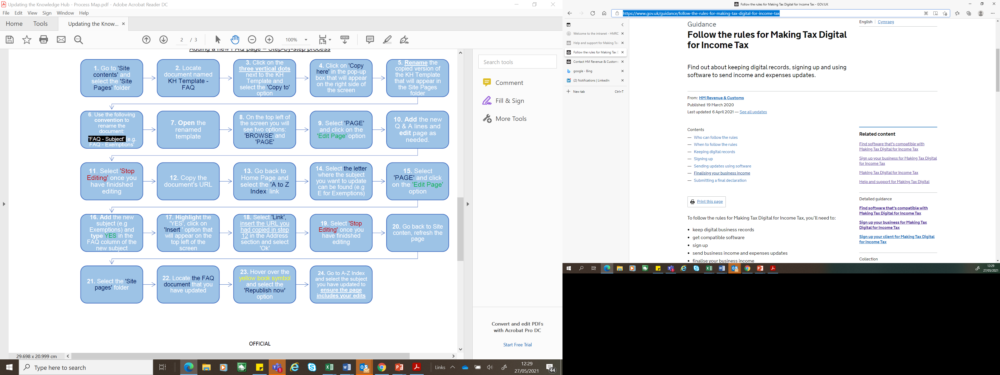 Updating the Knowledge Hub - Process Map.pdf - Adobe Acrobat Reader DC
File Edit View Sign Window Help
Home Tools Updating the Know... ×
2 / 3 100%
Adding a new FAQ page – Step-by-step process
1. Go to 'Site
contents' and
select the 'Site
Pages' folder
2. Locate
document named
KH Template -
FAQ
3. Click on the
three vertical dots
next to the KH
Template and
select the 'Copy to'
option
4. Click on 'Copy
here' in the pop-up
box that will appear
on the right side of
the screen
5. Rename the
copied version of
the KH Template
that will appear in
the Site Pages
folder
6. Use the following
convention to
rename the
document:
'FAQ - Subject' (e.g.
FAQ - Exemptions'
7. Open the
renamed
template
8. On the top left of
the screen you will
see two options:
'BROWSE' and
'PAGE'
9. Select 'PAGE'
and click on the
'Edit Page' option
10. Add the new
Q & A lines and
edit page as
needed.
11. Select 'Stop
Editing' once you
have finidshed
editing
12. Copy the
document's URL
13. Go back to
Home Page and
select the 'A to Z
Index' link
14. Select the letter
where the subject
you want to update
can be found (e.g
E for Exemptions)
15. Select
'PAGE' and click
on the 'Edit Page'
option
16. Add the new
subject (e.g
Exemptions) and
type YES in the
FAQ column of the
new subject
17. Highlight the
'YES', click on
'Insert ' option that
will appear on the
top left of the
screen
18. Select 'Link',
insert the URL you
had copied in step
12 in the Address
section and select
'Ok'
19. Select 'Stop
Editing' once you
have finidshed
editing
20. Go back to Site
conten, refresh the
page
21. Select the 'Site
pages' folder
22. Locate the FAQ
document that you
have updated
23. Hover over the
yellow book symbol
and select the
'Republish now'
option
24. Go to A-Z Index
and select the subject
you have updated to
ensure the page
includes your edits
OFFICIAL
29.698 x 20.999 cm
Search tools
Comment
Fill & Sign
More Tools
Convert and edit PDFs
with Acrobat Pro DC
Start Free Trial
Type here to search
Links
12:29
27/05/2021
44
Follow the rules for Making Tax Digital for Income Tax - GOV.UK
https://www.gov.uk/guidance/follow-the-rules-for-making-tax-digital-for-income-tax
Welcome to the intranet - HMRC
Help and support for Making Tax
Follow the rules for Making Tax D
Contact HM Revenue & Customs
google - Bing
(2) Notifications | LinkedIn
New tab Ctrl+T
Guidance
Follow the rules for Making Tax Digital
for Income Tax
English Cymraeg
Find out about keeping digital records, signing up and using
software to send income and expenses updates.
From: HM Revenue & Customs
Published 19 March 2020
Last updated 6 April 2021 — See all updates
Contents
— Who can follow the rules
— When to follow the rules
— Keeping digital records
— Signing up
— Sending updates using software
— Finalising your business income
— Submitting a final declaration
Print this page
To follow the rules for Making Tax Digital for Income Tax, you'll need to:
• keep digital business records
• get compatible software
• sign up
• send business income and expenses updates
• finalise your business income
Related content
Find software that's compatible with
Making Tax Digital for Income Tax
Sign up your business for Making Tax Digital
for Income Tax
Making Tax Digital for Income Tax
Help and support for Making Tax Digital
Detailed guidance
Find software that's compatible with
Making Tax Digital for Income Tax
Sign up your business for Making Tax
Digital for Income Tax
Sign up your client for Making Tax Digital
for Income Tax
Collection
12:29
27/05/2021